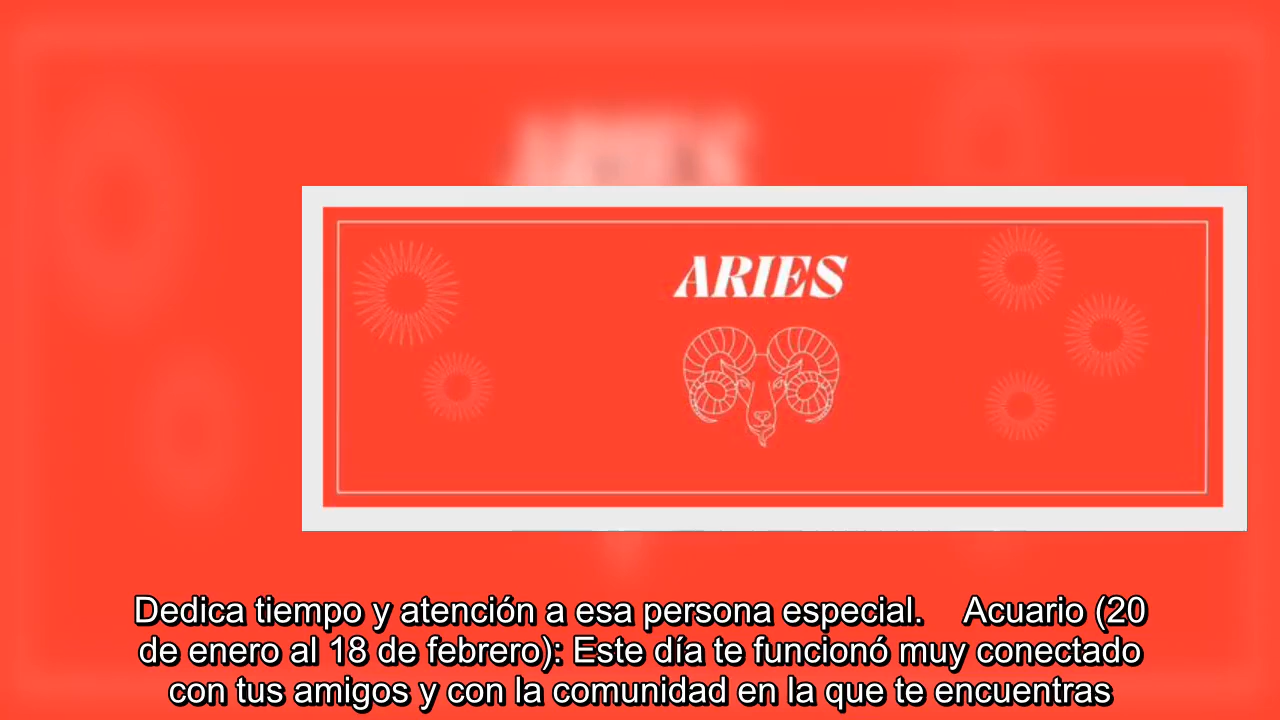 ARIES
Dedica tiempo y atención a esa persona especial. Acuario (20
de enero al 18 de febrero): Este día te funcionó muy conectado
con tus amigos y con la comunidad en la que te encuentras